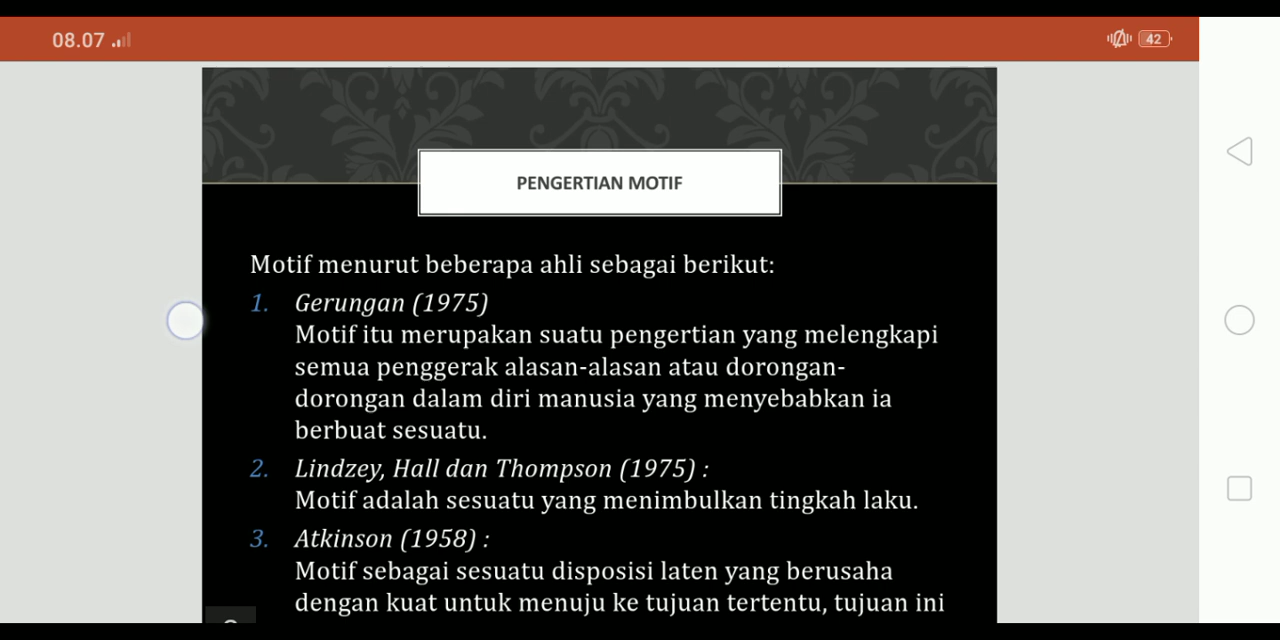 08.07
42
PENGERTIAN MOTIF
Motif menurut beberapa ahli sebagai berikut:
1. Gerungan (1975)
Motif itu merupakan suatu pengertian yang melengkapi
semua penggerak alasan-alasan atau dorongan-
dorongan dalam diri manusia yang menyebabkan ia
berbuat sesuatu.
2. Lindzey, Hall dan Thompson (1975) :
Motif adalah sesuatu yang menimbulkan tingkah laku.
3. Atkinson (1958) :
Motif sebagai sesuatu disposisi laten yang berusaha
dengan kuat untuk menuju ke tujuan tertentu, tujuan ini